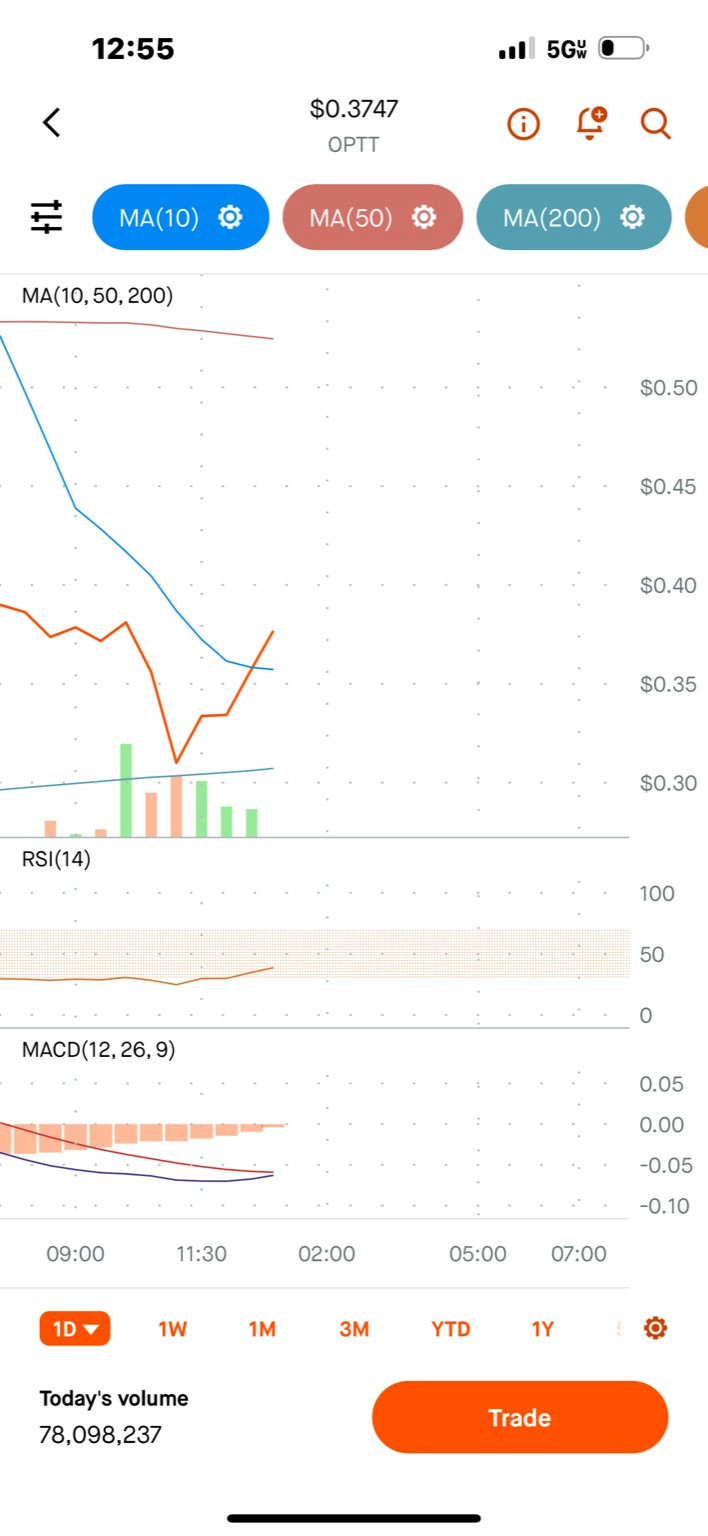 12:55
5GUW
$0.3747
OPTT
MA(10)
MA(50)
MA(200)
MA(10, 50, 200)
$0.50
$0.45
$0.40
$0.35
$0.30
RSI(14)
100
50
0
MACD(12, 26, 9)
0.05
0.00
-0.05
-0.10
09:00 11:30 02:00 05:00 07:00
1D 1W 1M 3M YTD 1Y
Today's volume
78,098,237
Trade